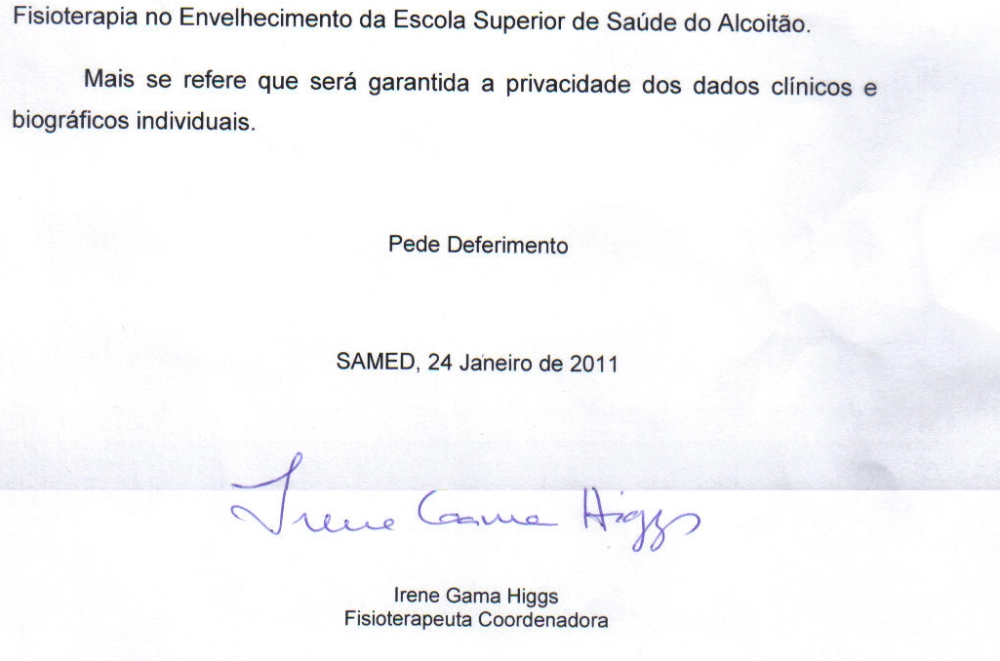 Fisioterapia no Envelhecimento da Escola Superior de Saúde do Alcoitão.
Mais se refere que será garantida a privacidade dos dados clínicos e
biográficos individuais.
Pede Deferimento
SAMED, 24 Janeiro de 2011
Irene Gama Higgs
Irene Gama Higgs
Fisioterapeuta Coordenadora